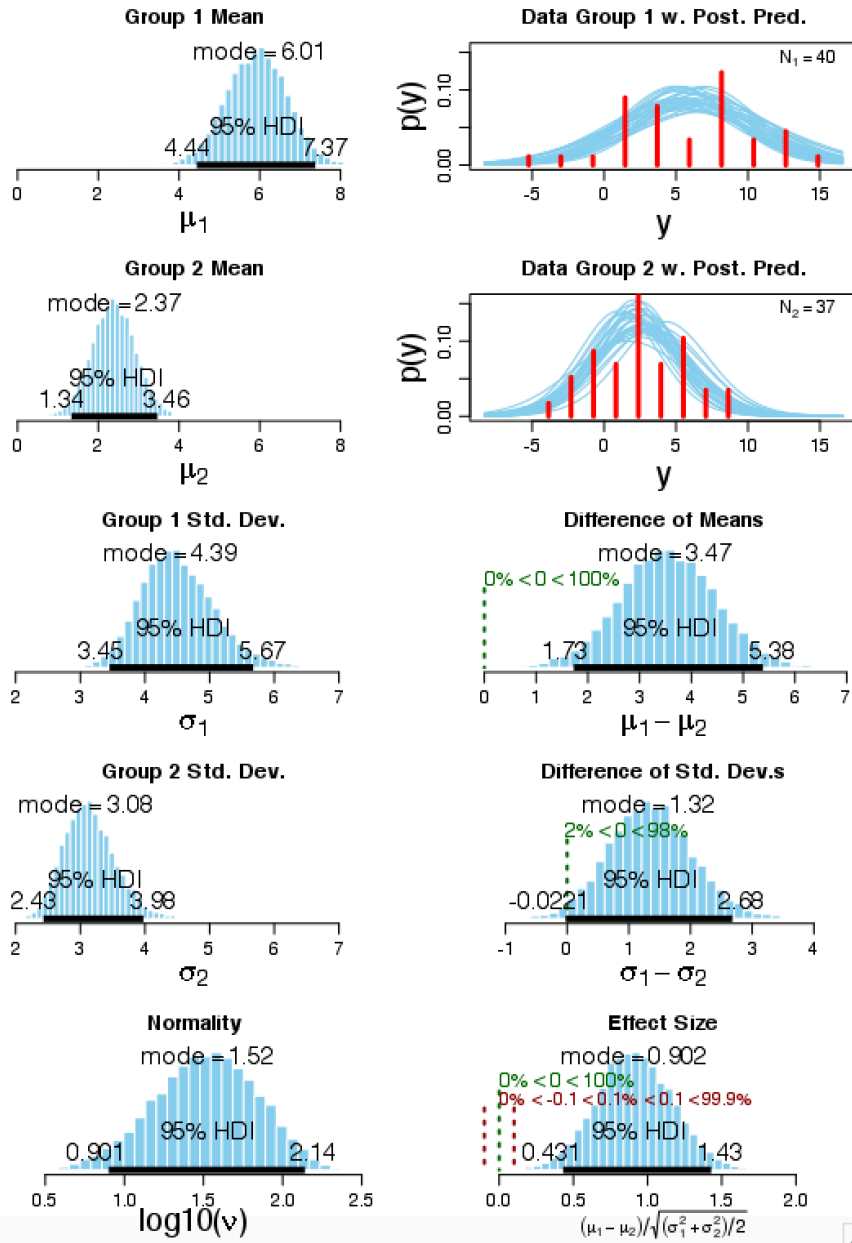 Group 1 Mean
mode = 6.01
95% HDI
4.44 7.37
0 2 4 6 8
μ1
Data Group 1 w. Post. Pred.
N1 = 40
p(y)
0.00 0.10
-5 0 5 10 15
y
Group 2 Mean
mode = 2.37
95% HDI
1.34 3.46
0 2 4 6 8
μ2
Data Group 2 w. Post. Pred.
N2 = 37
p(y)
0.00 0.10
-5 0 5 10 15
y
Group 1 Std. Dev.
mode = 4.39
95% HDI
3.45 5.67
2 3 4 5 6 7
σ1
Difference of Means
mode = 3.47
0% < 0 < 100%
95% HDI
1.73 5.38
0 1 2 3 4 5 6 7
μ1 − μ2
Group 2 Std. Dev.
mode = 3.08
95% HDI
2.43 3.98
2 3 4 5 6 7
σ2
Difference of Std. Dev.s
mode = 1.32
2% < 0 < 98%
95% HDI
-0.0221 2.68
-1 0 1 2 3 4
σ1 − σ2
Normality
mode = 1.52
95% HDI
0.901 2.14
0.5 1.0 1.5 2.0 2.5
log10(ν)
Effect Size
mode = 0.902
0% < 0 < 100%
0% < -0.1 < 0.1% < 0.1 < 99.9%
95% HDI
0.431 1.43
0.0 0.5 1.0 1.5 2.0
(μ1 − μ2)/√(σ1² + σ2²)/2